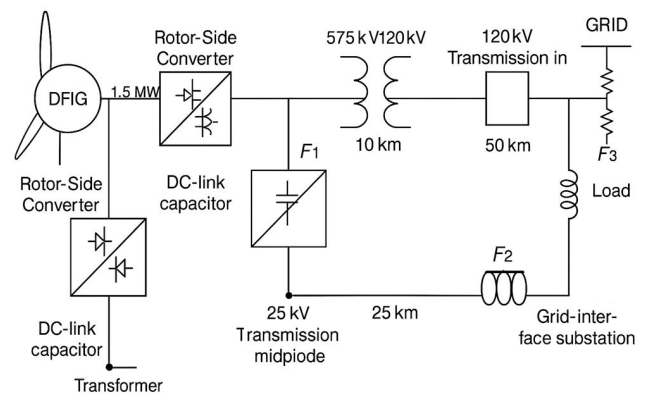 GRID
Rotor-Side
Converter
575 kV
120 kV
120 kV
Transmission in
DFIG
1.5 MW
10 km
50 km
F3
F1
Rotor-Side
Converter
DC-link
capacitor
Load
F2
25 kV
Transmission
midpiode
25 km
Grid-inter-
face substation
DC-link
capacitor
Transformer